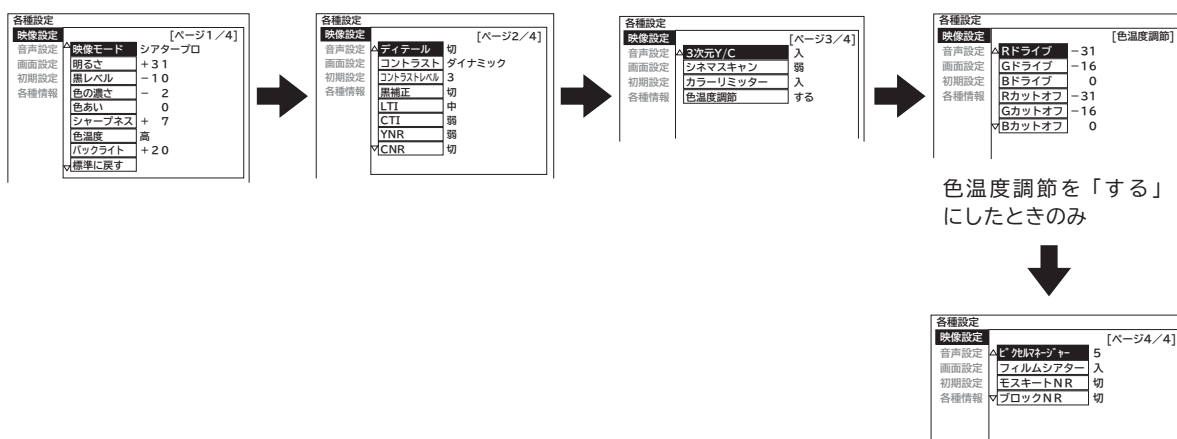 各種設定
映像設定 [ページ1/4]
音声設定 △ 映像モード シアタープロ
画面設定 明るさ +31
初期設定 黒レベル -10
各種情報 色の濃さ - 2
色あい 0
シャープネス + 7
色温度 高
バックライト +20
▽ 標準に戻す
各種設定
映像設定 [ページ2/4]
音声設定 △ ディテール 切
画面設定 コントラスト ダイナミック
初期設定 コントラストレベル 3
各種情報 黒補正 切
LTI 中
CTI 弱
YNR 弱
▽ CNR 切
各種設定
映像設定 [ページ3/4]
音声設定 △ 3次元Y/C 入
画面設定 シネマスキャン 弱
初期設定 カラーリミッター 入
各種情報 色温度調節 する
各種設定
映像設定 [色温度調節]
音声設定 △ Rドライブ -31
画面設定 Gドライブ -16
初期設定 Bドライブ 0
各種情報 Rカットオフ -31
Gカットオフ -16
▽ Bカットオフ 0
色温度調節を「する」
にしたときのみ
各種設定
映像設定 [ページ4/4]
音声設定 △ ピクセルマネージャー 5
画面設定 フィルムシアター 入
初期設定 モスキートNR 切
各種情報 ▽ ブロックNR 切